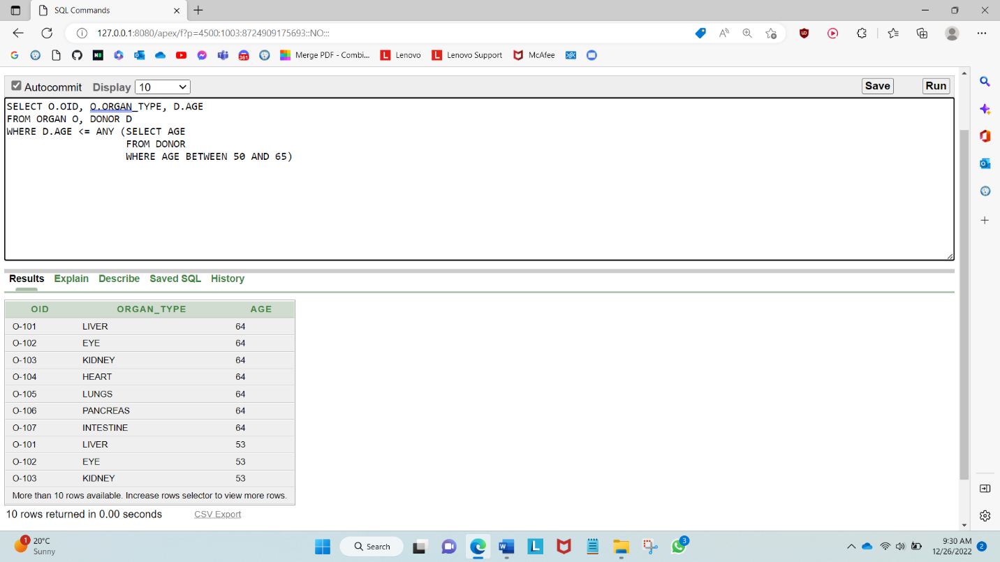 SQL Commands
127.0.0.1:8080/apex/f?p=4500:1003:8724909175693::NO:::
Merge PDF - Combi... Lenovo Lenovo Support McAfee
Autocommit Display 10 Save Run
SELECT O.OID, O.ORGAN_TYPE, D.AGE
FROM ORGAN O, DONOR D
WHERE D.AGE <= ANY (SELECT AGE
FROM DONOR
WHERE AGE BETWEEN 50 AND 65)
Results Explain Describe Saved SQL History
OID ORGAN_TYPE AGE
O-101 LIVER 64
O-102 EYE 64
O-103 KIDNEY 64
O-104 HEART 64
O-105 LUNGS 64
O-106 PANCREAS 64
O-107 INTESTINE 64
O-101 LIVER 53
O-102 EYE 53
O-103 KIDNEY 53
More than 10 rows available. Increase rows selector to view more rows.
10 rows returned in 0.00 seconds CSV Export
1 20°C
Sunny
Search
3
9:30 AM
12/26/2022
2